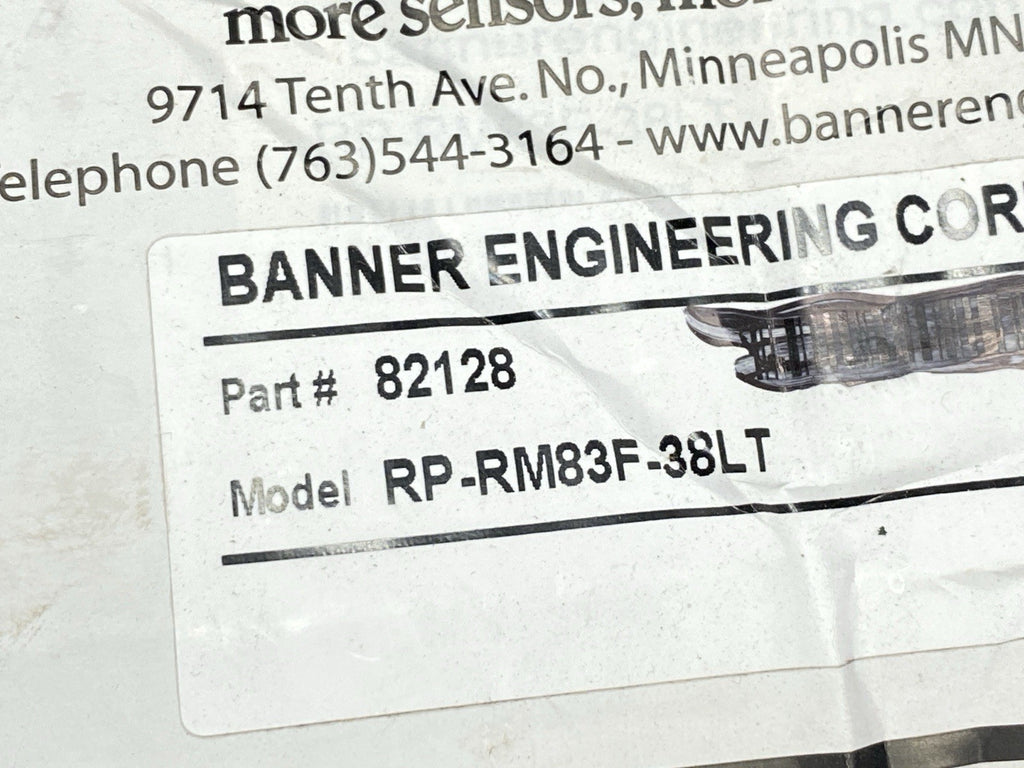 more sensors,
9714 Tenth Ave. No., Minneapolis MN
elephone (763)544-3164 - www.bannereng
BANNER ENGINEERING COR
Part # 82128
Model RP-RM83F-38LT